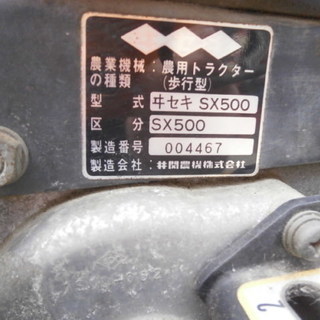 農業機械:農用トラクター
の種類 (歩行型)
型式 ヰセキ SX500
区分 SX500
製造番号 004467
製造会社:井関農機株式会社
2